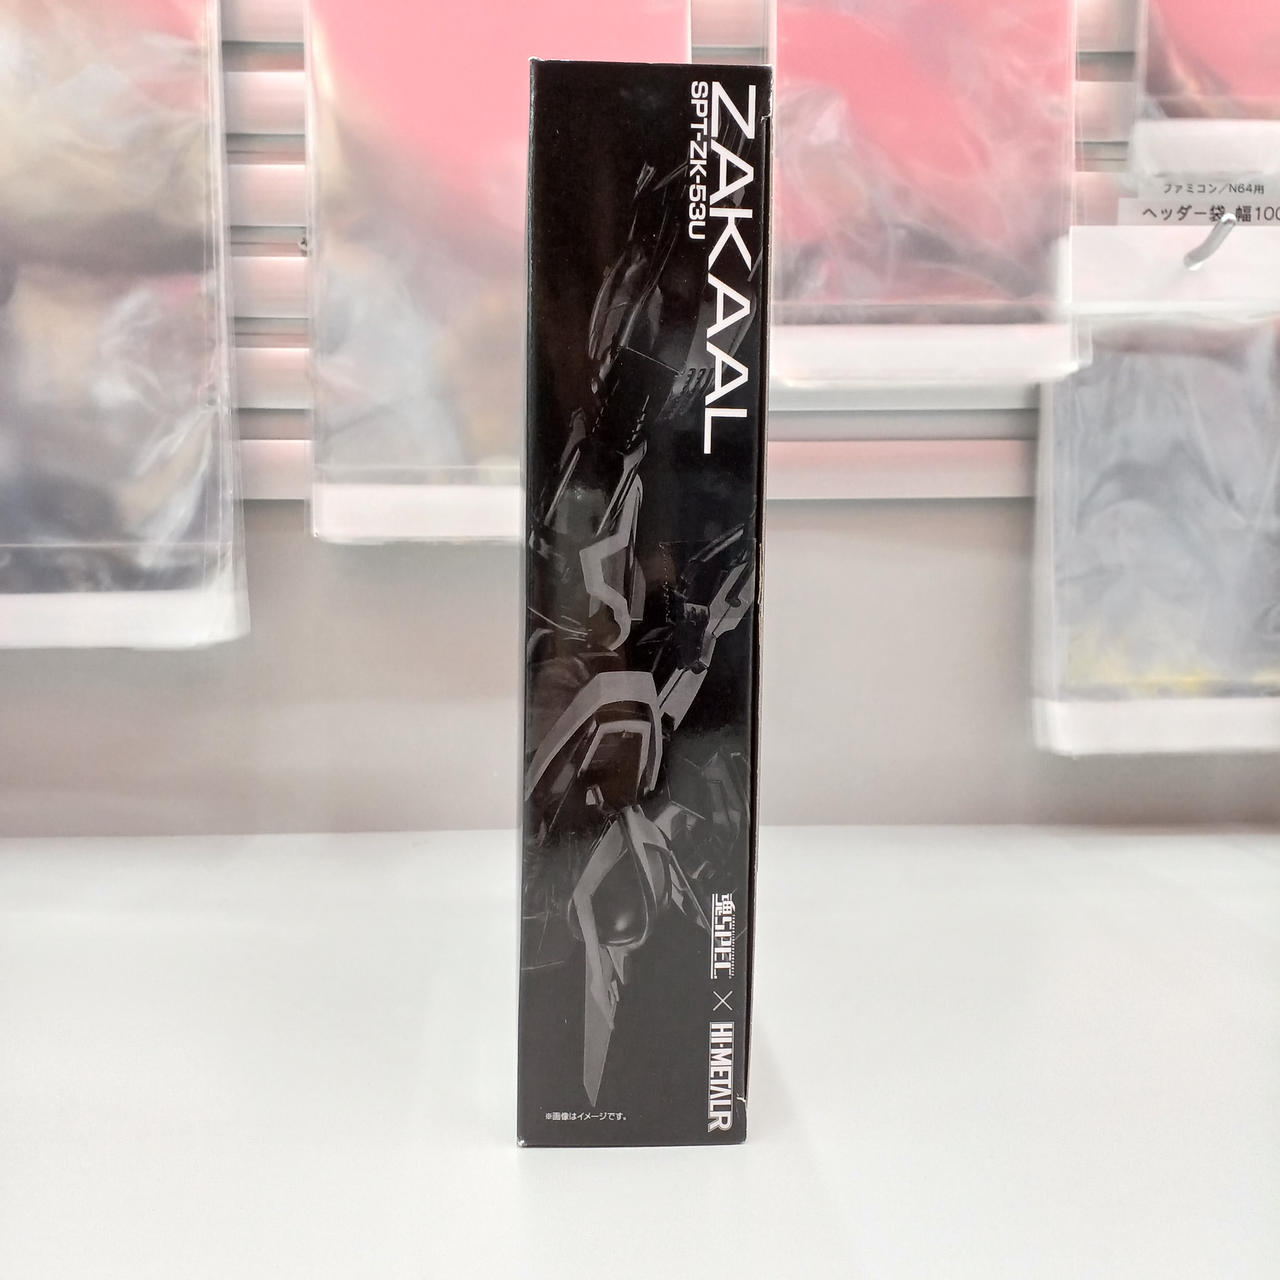 ZAKAAL
SPT-ZK-53U
魂SPEC
×
HI-METAL R
※画像はイメージです。
ファミコン/N64用
ヘッダー袋 幅100